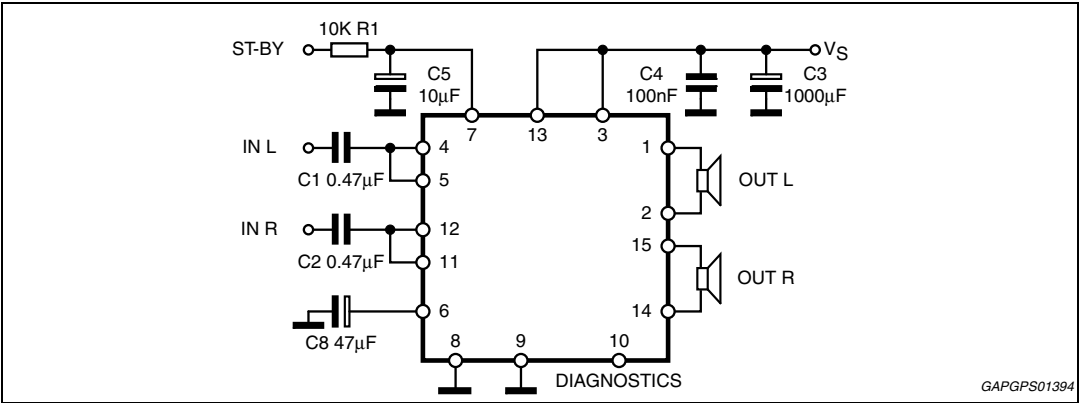 10K R1
ST-BY
VS
C5
10μF
C4
100nF
C3
1000μF
7
13
3
IN L
4
1
C1 0.47μF
5
OUT L
2
IN R
12
15
C2 0.47μF
11
OUT R
6
14
C8 47μF
8
9
10
DIAGNOSTICS
GAPGPS01394